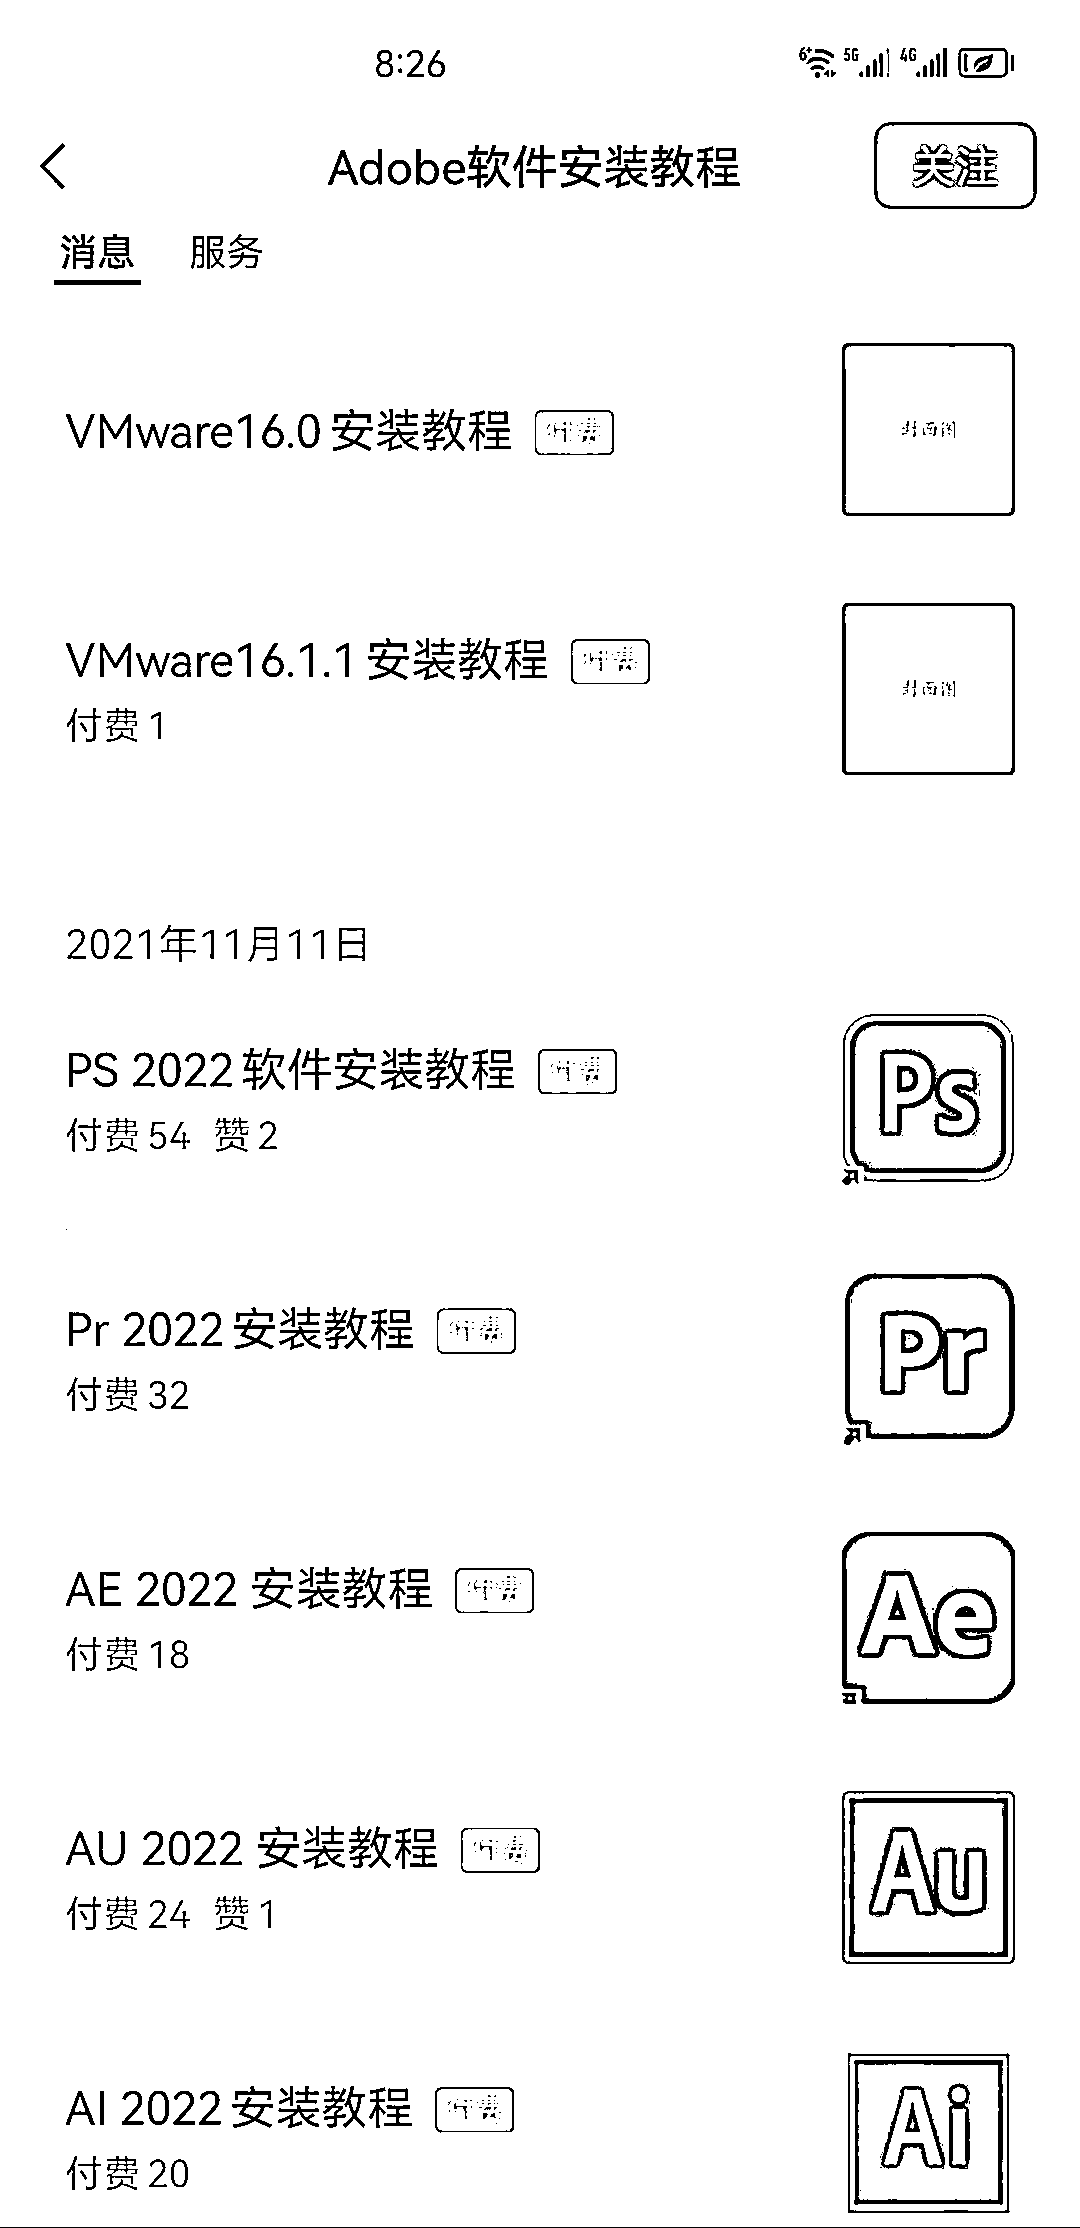 8:26
6+ 5G 4G
Adobe软件安装教程 关注
消息 服务
VMware16.0 安装教程 付费
封面图
VMware16.1.1 安装教程 付费
付费 1
封面图
2021年11月11日
PS 2022 软件安装教程 付费
付费 54 赞 2
Ps
Pr 2022 安装教程 付费
付费 32
Pr
AE 2022 安装教程 付费
付费 18
Ae
AU 2022 安装教程 付费
付费 24 赞 1
Au
AI 2022 安装教程 付费
付费 20
Ai